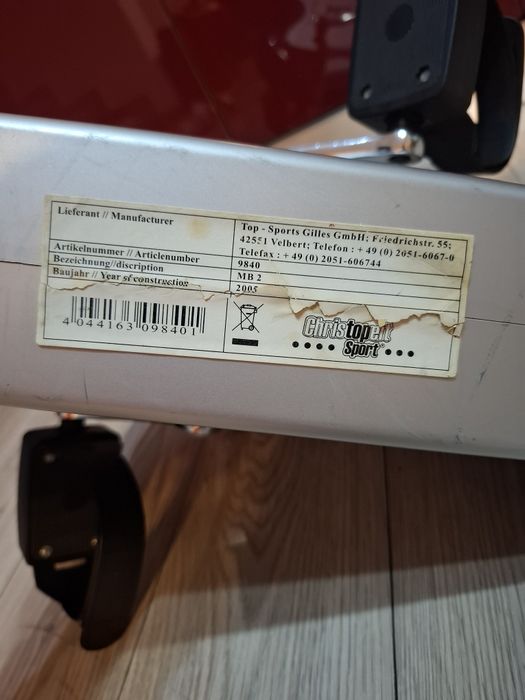 Lieferant // Manufacturer
Top - Sports Gilles GmbH; Friedrichstr. 55;
42551 Velbert; Telefon : + 49 (0) 2051-6067-0
Telefax : + 49 (0) 2051-606744
Artikelnummer // Articlenumber 9840
Bezeichnung//discription MB 2
Baujahr // Year of construction 2005
4 044163 098401
Christopeit
Sport